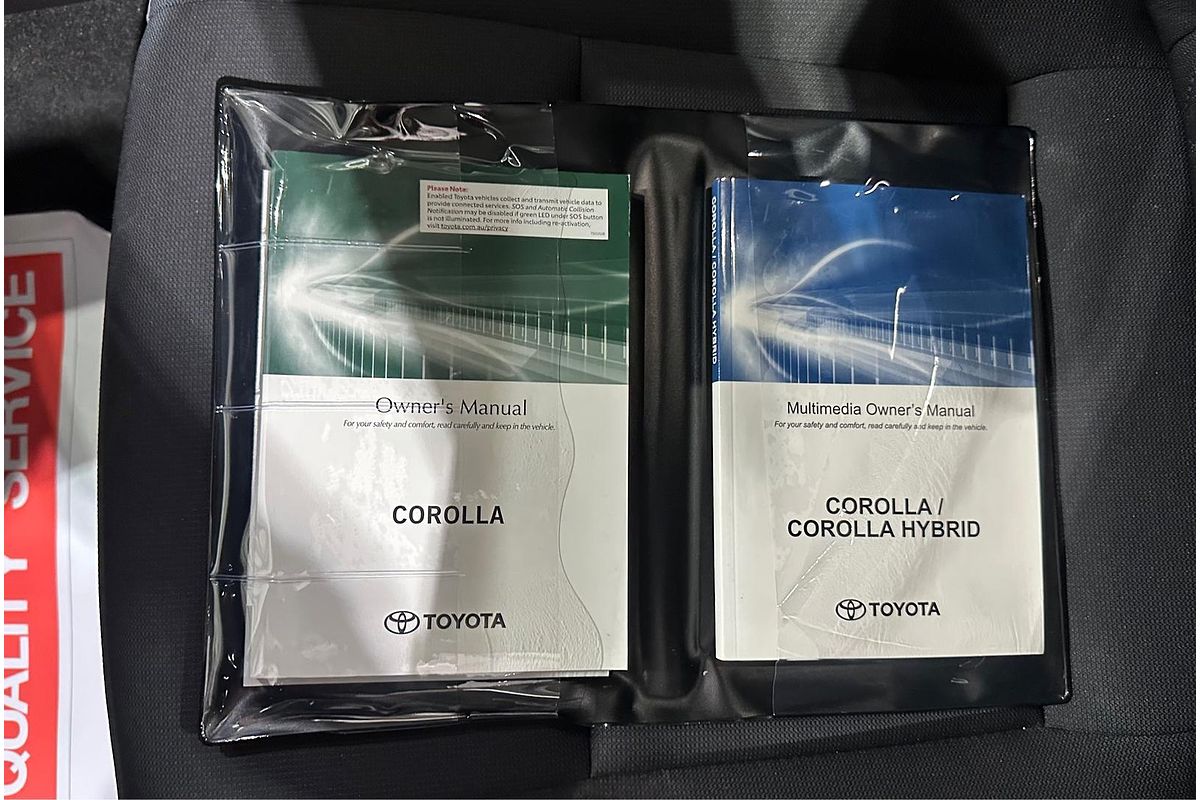 Please Note:
Enabled Toyota vehicles collect and transmit vehicle data to
provide connected services. SOS and Automatic Collision
Notification may be disabled if green LED under SOS button
is not illuminated. For more info including re-activation,
visit toyota.com.au/privacy
Owner's Manual
For your safety and comfort, read carefully and keep in the vehicle.
COROLLA
TOYOTA
COROLLA / COROLLA HYBRID
Multimedia Owner's Manual
For your safety and comfort, read carefully and keep in the vehicle.
COROLLA /
COROLLA HYBRID
TOYOTA
QUALITY SERVICE